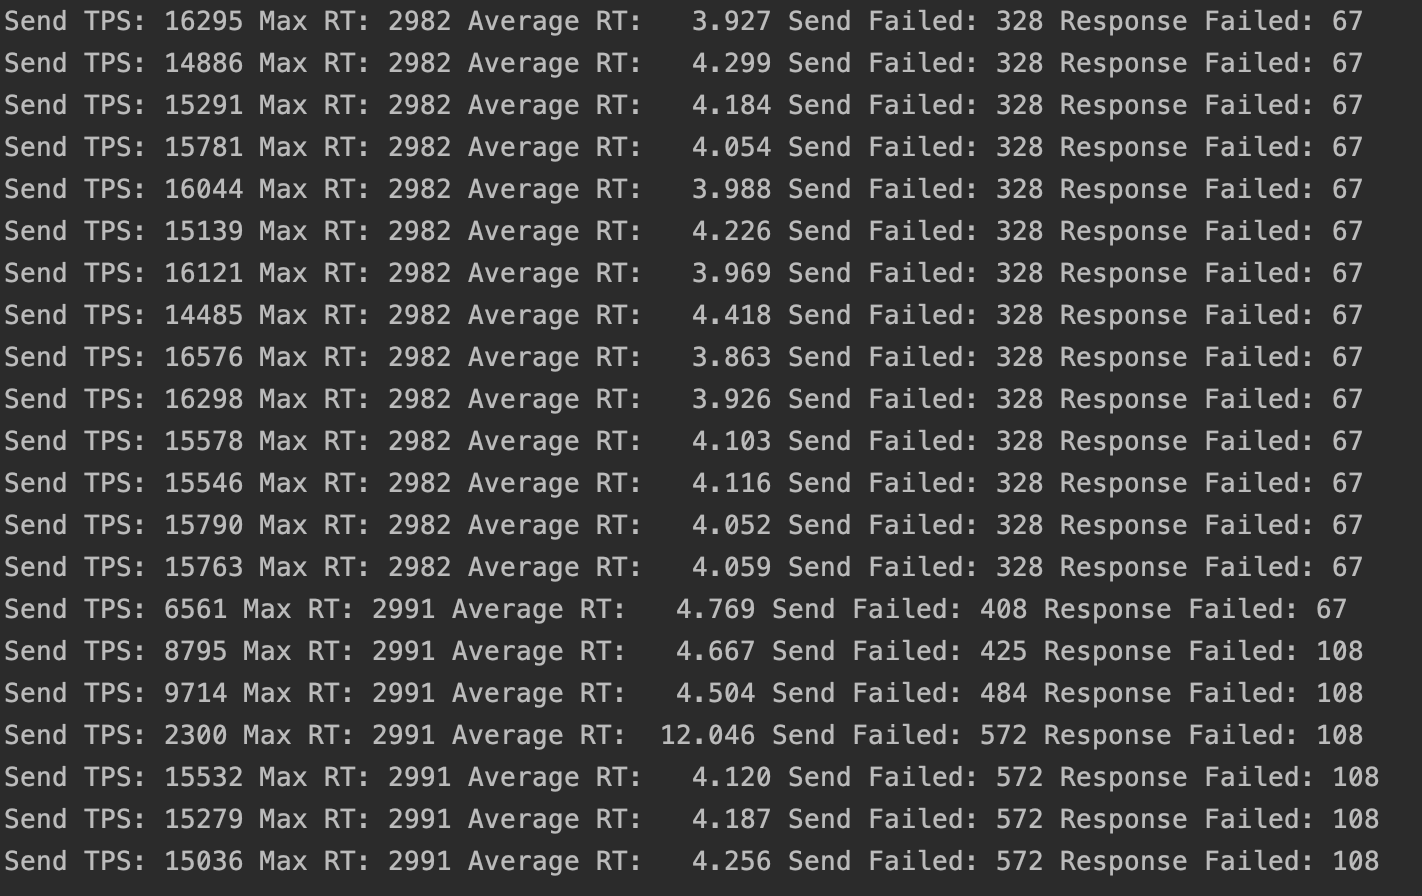 Send TPS: 16295 Max RT: 2982 Average RT:   3.927 Send Failed: 328 Response Failed: 67
Send TPS: 14886 Max RT: 2982 Average RT:   4.299 Send Failed: 328 Response Failed: 67
Send TPS: 15291 Max RT: 2982 Average RT:   4.184 Send Failed: 328 Response Failed: 67
Send TPS: 15781 Max RT: 2982 Average RT:   4.054 Send Failed: 328 Response Failed: 67
Send TPS: 16044 Max RT: 2982 Average RT:   3.988 Send Failed: 328 Response Failed: 67
Send TPS: 15139 Max RT: 2982 Average RT:   4.226 Send Failed: 328 Response Failed: 67
Send TPS: 16121 Max RT: 2982 Average RT:   3.969 Send Failed: 328 Response Failed: 67
Send TPS: 14485 Max RT: 2982 Average RT:   4.418 Send Failed: 328 Response Failed: 67
Send TPS: 16576 Max RT: 2982 Average RT:   3.863 Send Failed: 328 Response Failed: 67
Send TPS: 16298 Max RT: 2982 Average RT:   3.926 Send Failed: 328 Response Failed: 67
Send TPS: 15578 Max RT: 2982 Average RT:   4.103 Send Failed: 328 Response Failed: 67
Send TPS: 15546 Max RT: 2982 Average RT:   4.116 Send Failed: 328 Response Failed: 67
Send TPS: 15790 Max RT: 2982 Average RT:   4.052 Send Failed: 328 Response Failed: 67
Send TPS: 15763 Max RT: 2982 Average RT:   4.059 Send Failed: 328 Response Failed: 67
Send TPS: 6561 Max RT: 2991 Average RT:   4.769 Send Failed: 408 Response Failed: 67
Send TPS: 8795 Max RT: 2991 Average RT:   4.667 Send Failed: 425 Response Failed: 108
Send TPS: 9714 Max RT: 2991 Average RT:   4.504 Send Failed: 484 Response Failed: 108
Send TPS: 2300 Max RT: 2991 Average RT:  12.046 Send Failed: 572 Response Failed: 108
Send TPS: 15532 Max RT: 2991 Average RT:   4.120 Send Failed: 572 Response Failed: 108
Send TPS: 15279 Max RT: 2991 Average RT:   4.187 Send Failed: 572 Response Failed: 108
Send TPS: 15036 Max RT: 2991 Average RT:   4.256 Send Failed: 572 Response Failed: 108